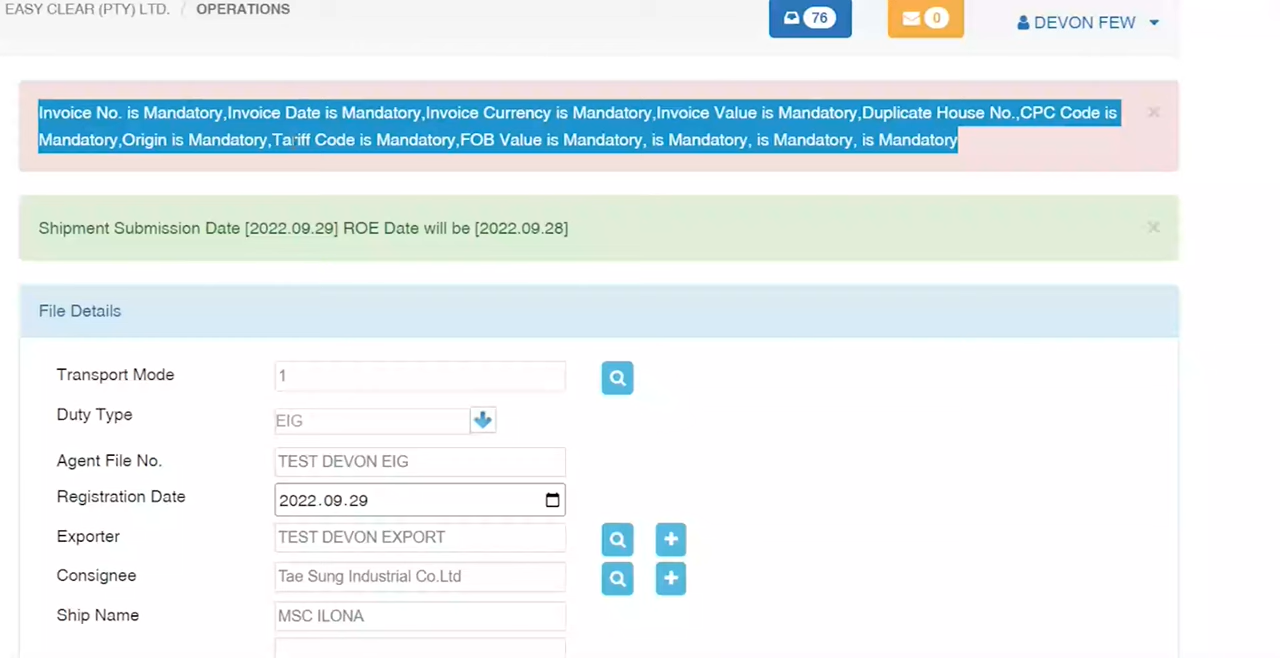 EASY CLEAR (PTY) LTD. / OPERATIONS
76
0
DEVON FEW
Invoice No. is Mandatory,Invoice Date is Mandatory,Invoice Currency is Mandatory,Invoice Value is Mandatory,Duplicate House No.,CPC Code is
Mandatory,Origin is Mandatory,Tariff Code is Mandatory,FOB Value is Mandatory, is Mandatory, is Mandatory, is Mandatory
×
Shipment Submission Date [2022.09.29] ROE Date will be [2022.09.28]
×
File Details
Transport Mode 1
Duty Type EIG
Agent File No. TEST DEVON EIG
Registration Date 2022.09.29
Exporter TEST DEVON EXPORT
Consignee Tae Sung Industrial Co.Ltd
Ship Name MSC ILONA